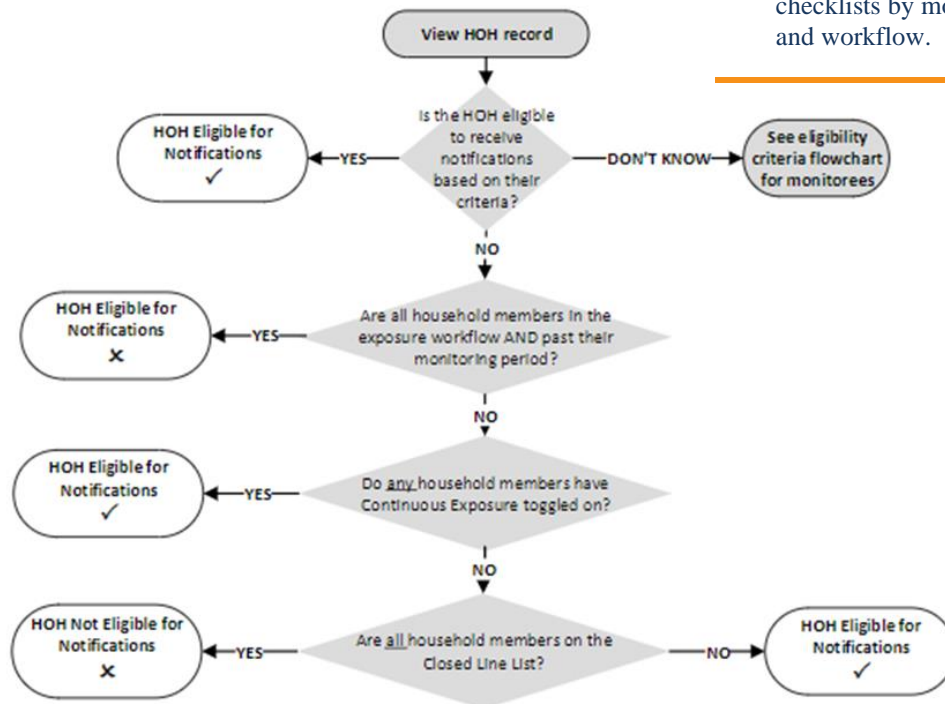 checklists by mo
and workflow.
View HOH record
Is the HOH eligible
to receive
notifications
based on their
criteria?
HOH Eligible for
Notifications
✓
YES
DON'T KNOW
See eligibility
criteria flowchart
for monitorees
NO
Are all household members in the
exposure workflow AND past their
monitoring period?
HOH Eligible for
Notifications
x
YES
NO
Do any household members have
Continuous Exposure toggled on?
HOH Eligible for
Notifications
✓
YES
NO
Are all household members on the
Closed Line List?
HOH Not Eligible for
Notifications
x
YES
NO
HOH Eligible for
Notifications
✓